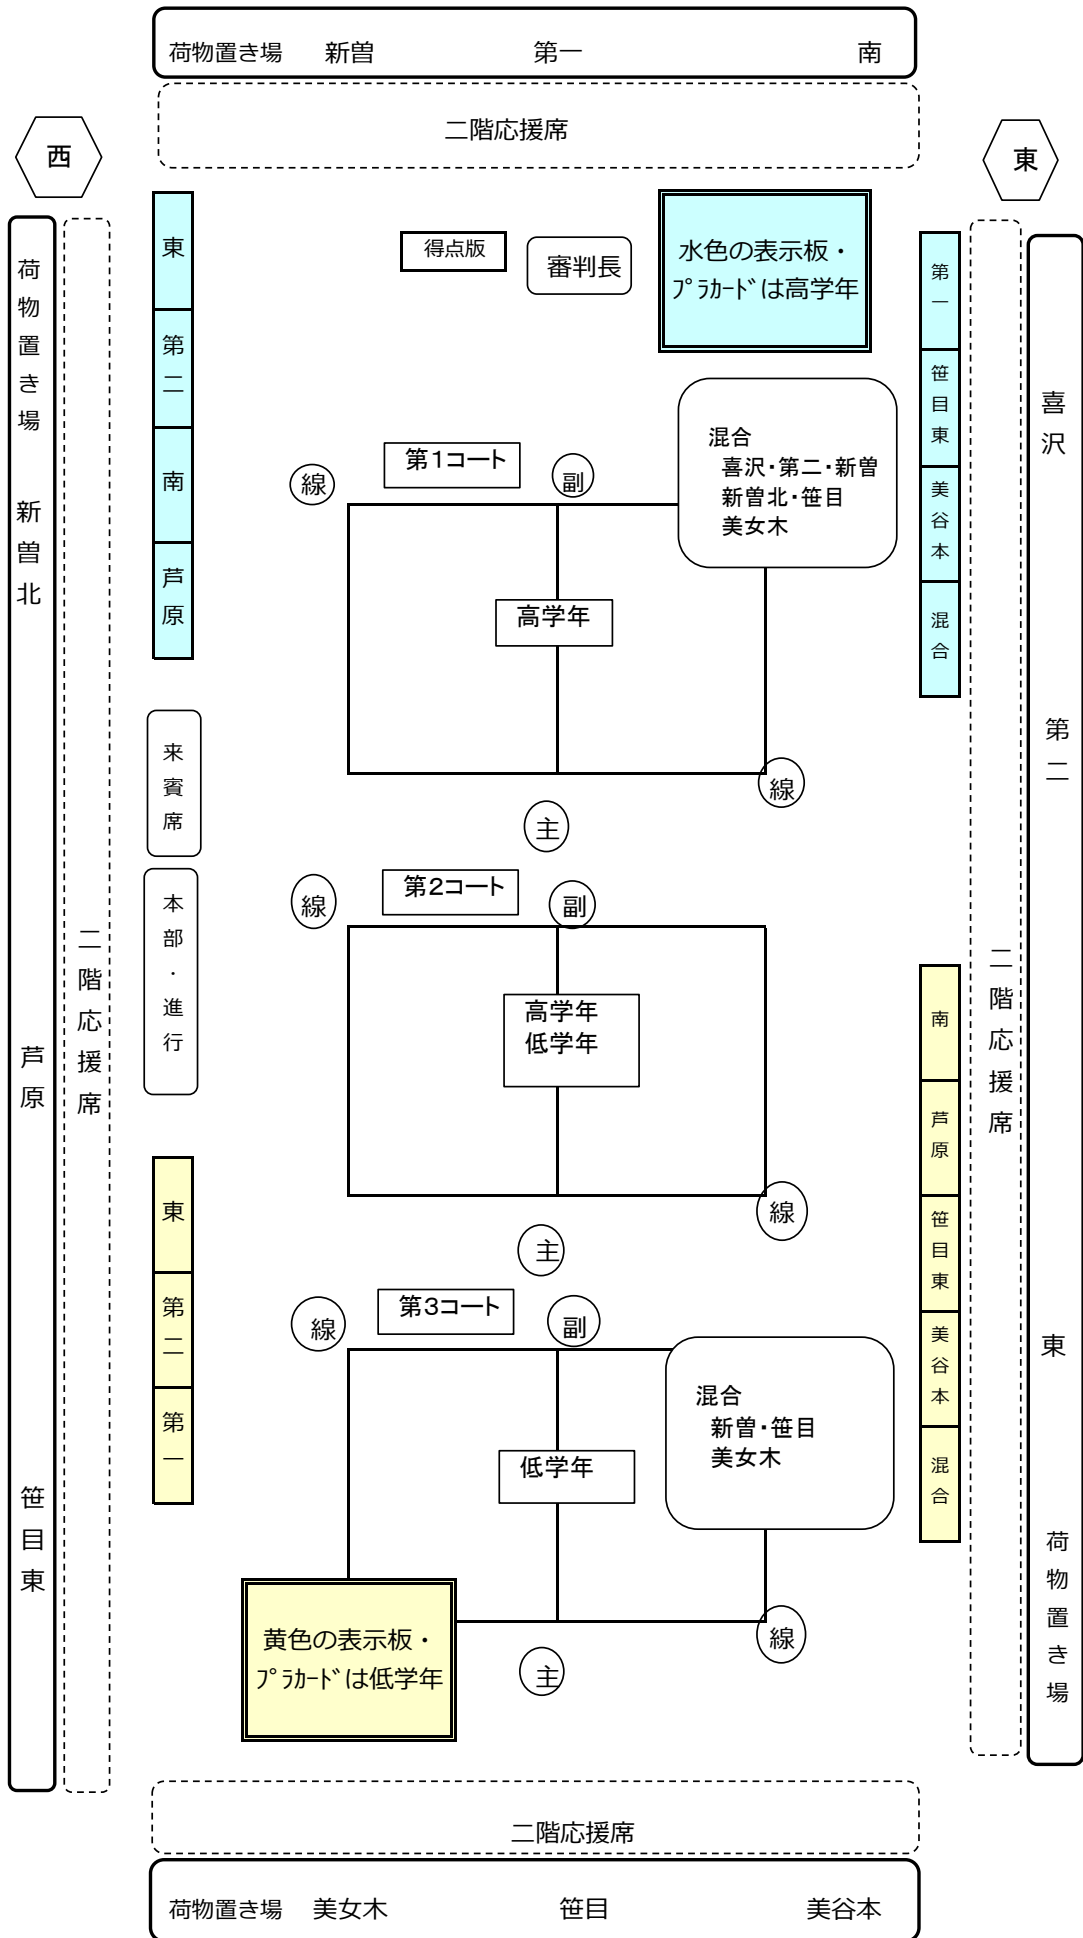 荷物置き場 新曽 第一 南
二階応援席
西
東
荷物置き場 新曽北 芦原 笹目東
二階応援席
東
第二
南
芦原
得点版
審判長
水色の表示板・
プラカードは高学年
第一
笹目東
美谷本
混合
喜沢 第二 東 荷物置き場
二階応援席
混合
喜沢・第二・新曽
新曽北・笹目
美女木
線
第1コート
副
高学年
線
主
来賓席
本部・進行
線
第2コート
副
高学年
低学年
線
主
南
芦原
笹目東
美谷本
混合
東
第二
第一
線
第3コート
副
混合
新曽・笹目
美女木
低学年
線
主
黄色の表示板・
プラカードは低学年
二階応援席
荷物置き場 美女木 笹目 美谷本